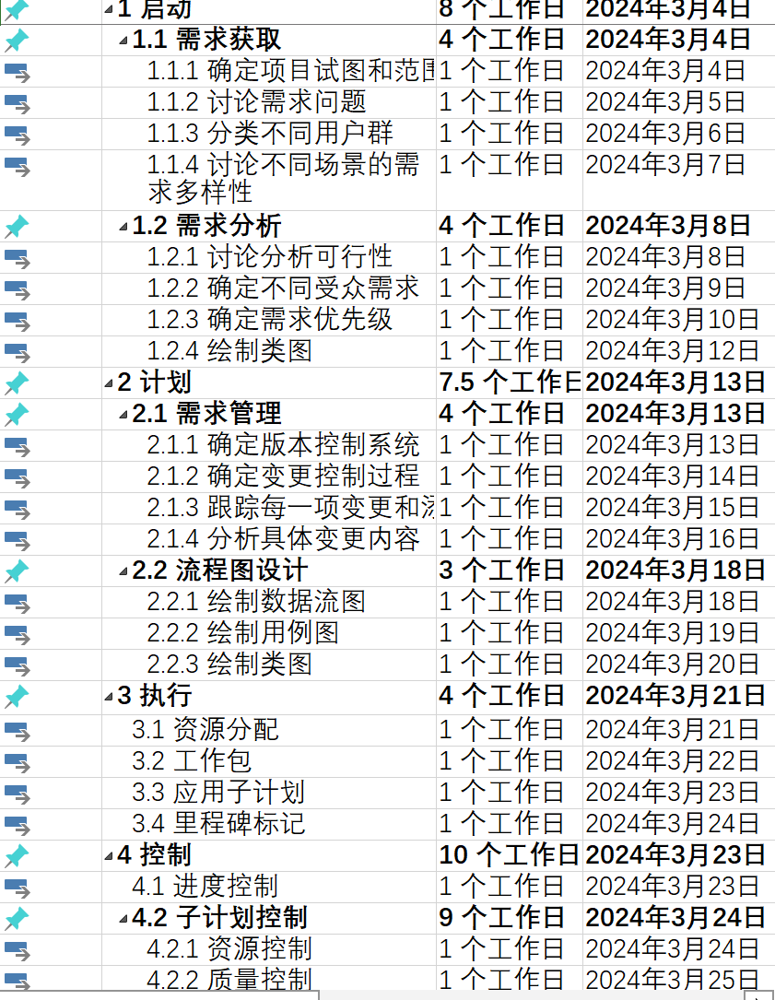 1 启动 8 个工作日 2024年3月4日
1.1 需求获取 4 个工作日 2024年3月4日
1.1.1 确定项目试图和范围 1 个工作日 2024年3月4日
1.1.2 讨论需求问题 1 个工作日 2024年3月5日
1.1.3 分类不同用户群 1 个工作日 2024年3月6日
1.1.4 讨论不同场景的需 1 个工作日 2024年3月7日
求多样性
1.2 需求分析 4 个工作日 2024年3月8日
1.2.1 讨论分析可行性 1 个工作日 2024年3月8日
1.2.2 确定不同受众需求 1 个工作日 2024年3月9日
1.2.3 确定需求优先级 1 个工作日 2024年3月10日
1.2.4 绘制类图 1 个工作日 2024年3月12日
2 计划 7.5 个工作日 2024年3月13日
2.1 需求管理 4 个工作日 2024年3月13日
2.1.1 确定版本控制系统 1 个工作日 2024年3月13日
2.1.2 确定变更控制过程 1 个工作日 2024年3月14日
2.1.3 跟踪每一项变更和 1 个工作日 2024年3月15日
2.1.4 分析具体变更内容 1 个工作日 2024年3月16日
2.2 流程图设计 3 个工作日 2024年3月18日
2.2.1 绘制数据流图 1 个工作日 2024年3月18日
2.2.2 绘制用例图 1 个工作日 2024年3月19日
2.2.3 绘制类图 1 个工作日 2024年3月20日
3 执行 4 个工作日 2024年3月21日
3.1 资源分配 1 个工作日 2024年3月21日
3.2 工作包 1 个工作日 2024年3月22日
3.3 应用子计划 1 个工作日 2024年3月23日
3.4 里程碑标记 1 个工作日 2024年3月24日
4 控制 10 个工作日 2024年3月23日
4.1 进度控制 1 个工作日 2024年3月23日
4.2 子计划控制 9 个工作日 2024年3月24日
4.2.1 资源控制 1 个工作日 2024年3月24日
4.2.2 质量控制 1 个工作日 2024年3月25日